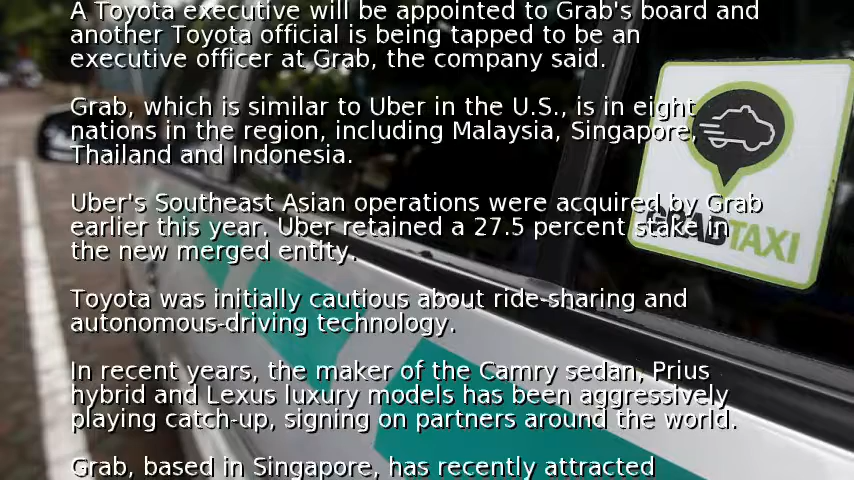 A Toyota executive will be appointed to Grab's board and
another Toyota official is being tapped to be an
executive officer at Grab, the company said.
Grab, which is similar to Uber in the U.S., is in eight
nations in the region, including Malaysia, Singapore,
Thailand and Indonesia.
Uber's Southeast Asian operations were acquired by Grab
earlier this year. Uber retained a 27.5 percent stake in
the new merged entity.
Toyota was initially cautious about ride-sharing and
autonomous-driving technology.
In recent years, the maker of the Camry sedan, Prius
hybrid and Lexus luxury models has been aggressively
playing catch-up, signing on partners around the world.
Grab, based in Singapore, has recently attracted
GRABTAXI